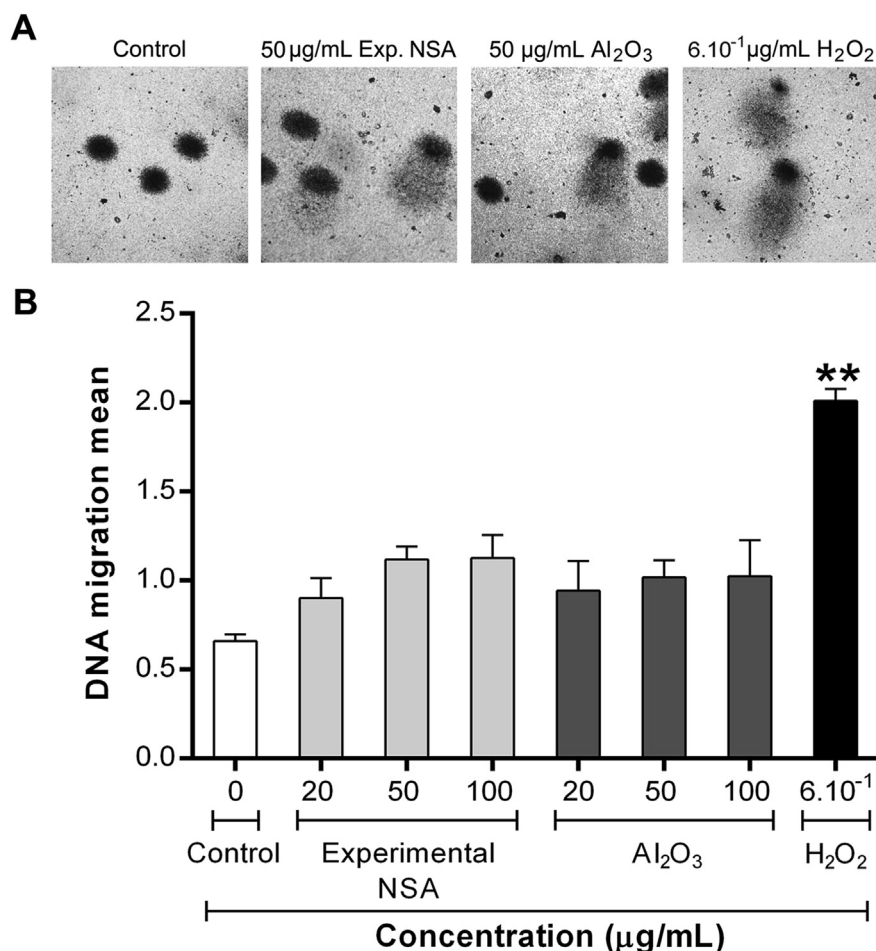 A
Control 50 µg/mL Exp. NSA 50 µg/mL Al₂O₃ 6.10⁻¹µg/mL H₂O₂
B
DNA migration mean
2.5
2.0
1.5
1.0
0.5
0.0
**
0 20 50 100 20 50 100 6.10⁻¹
Control Experimental NSA Al₂O₃ H₂O₂
Concentration (µg/mL)